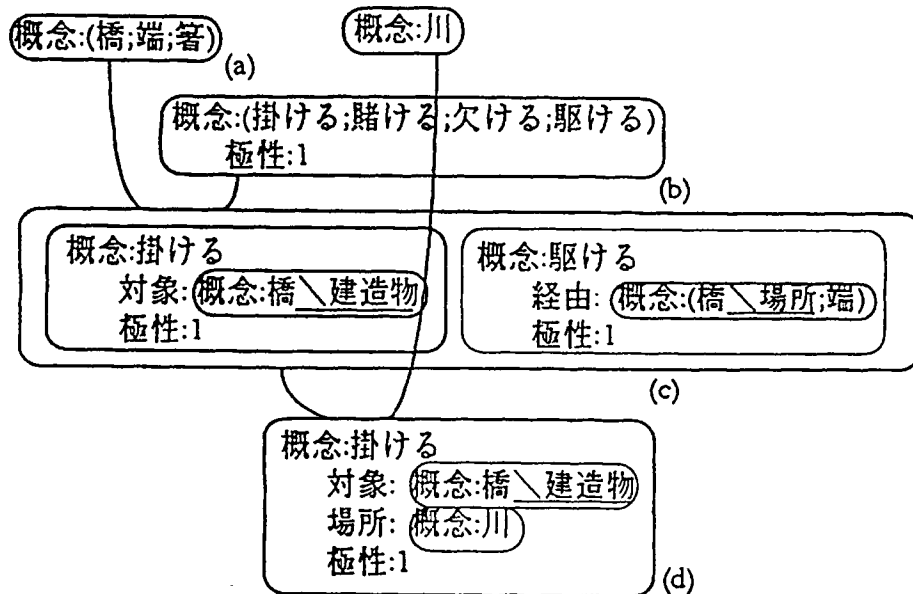 概念:(橋;端;箸)
概念:川
(a)
概念:(掛ける;賭ける;欠ける;駆ける)
極性:1
(b)
概念:掛ける
対象:概念:橋＼建造物
極性:1
概念:駆ける
経由:概念:(橋＼場所;端)
極性:1
(c)
概念:掛ける
対象:概念:橋＼建造物
場所:概念:川
極性:1
(d)